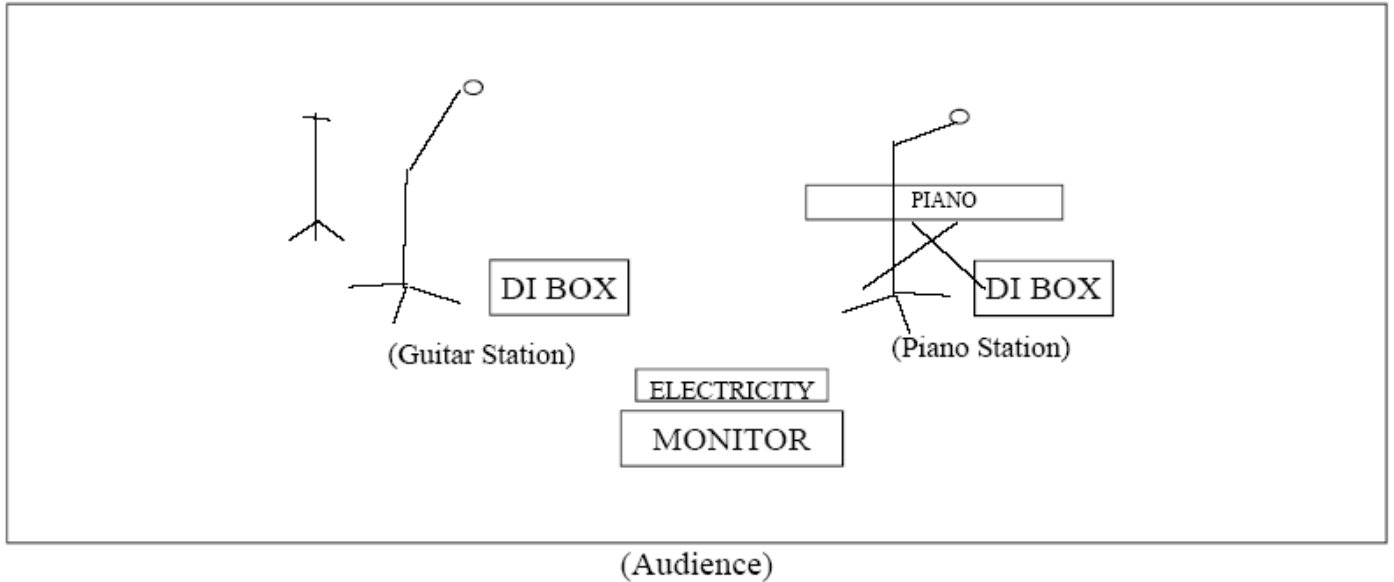 PIANO
DI BOX
DI BOX
(Guitar Station)
(Piano Station)
ELECTRICITY
MONITOR
(Audience)